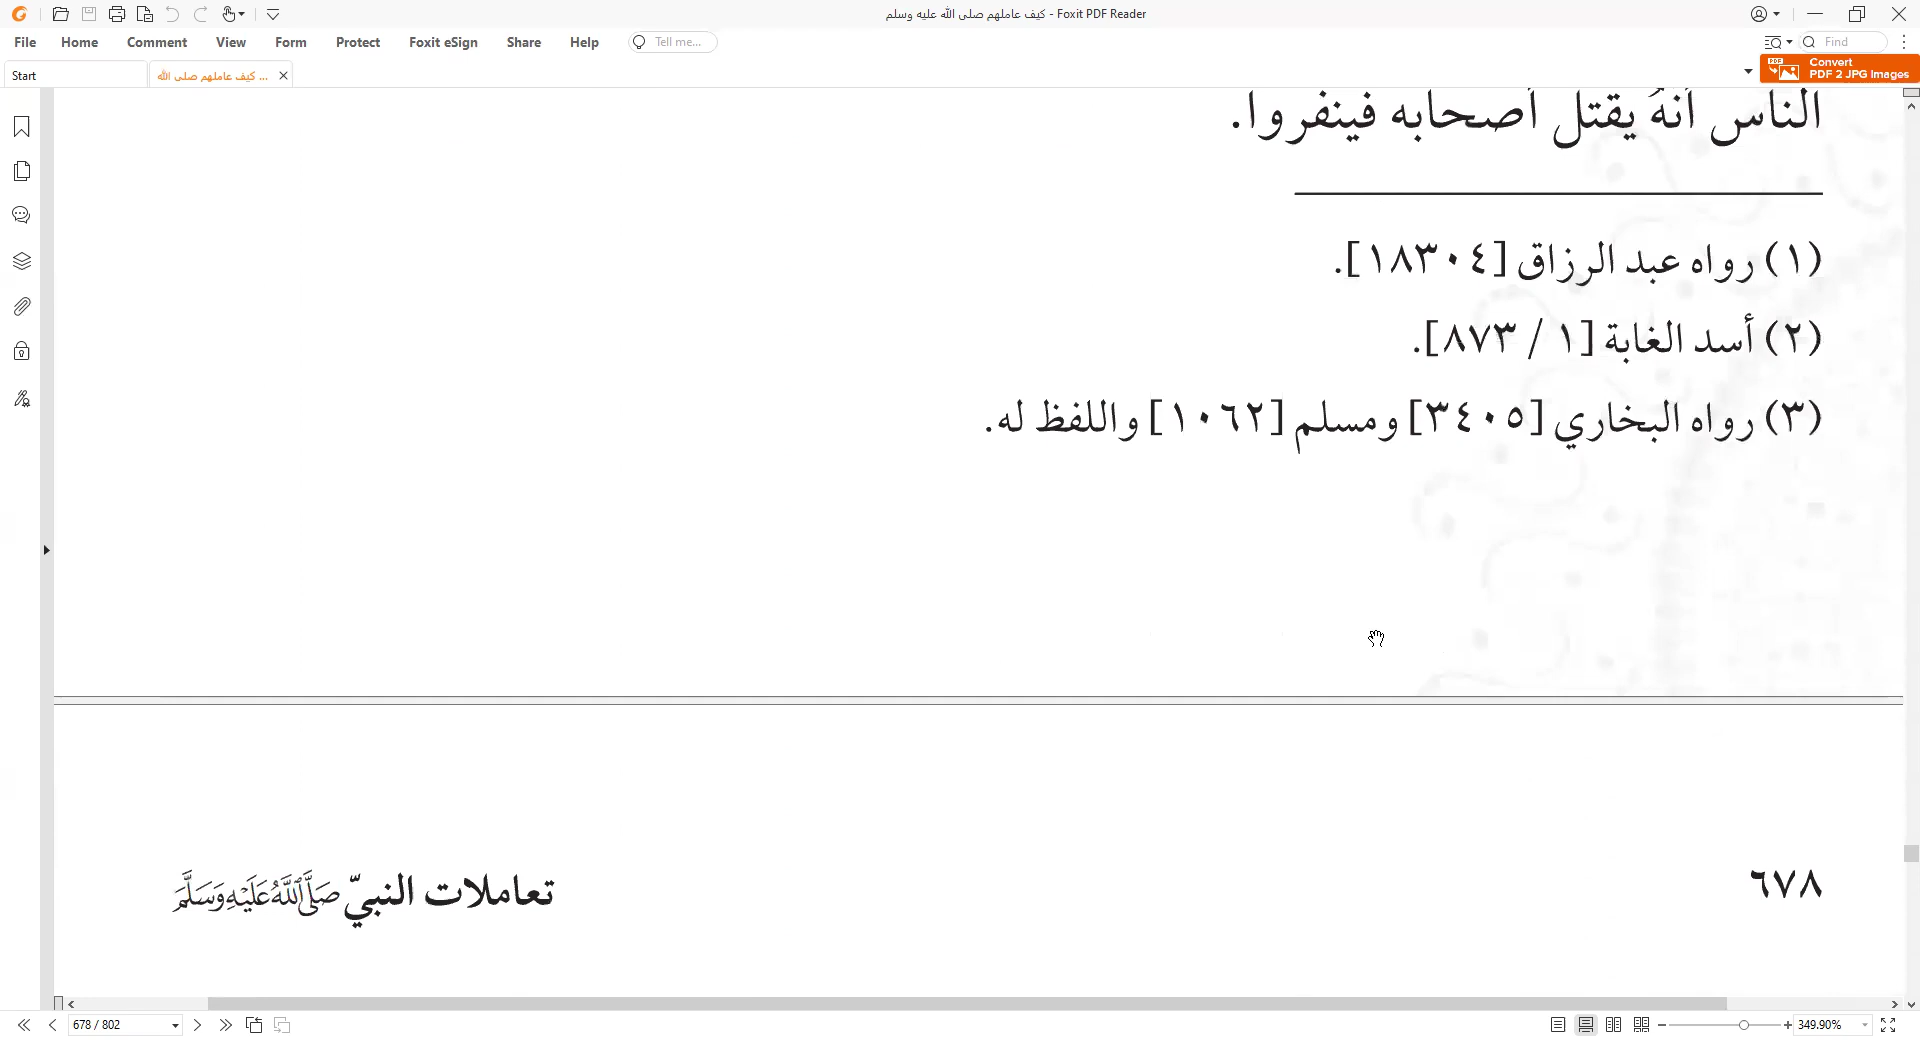 كيف عاملهم صلى الله عليه وسلم - Foxit PDF Reader
File Home Comment View Form Protect Foxit eSign Share Help Tell me... Find
Start
كيف عاملهم صلى الله ...
Convert
PDF 2 JPG Images
الناس أنهُ يقتل أصحابه فينفروا.
(١) رواه عبد الرزاق [١٨٣٠٤].
(٢) أسد الغابة [١ / ٨٧٣].
(٣) رواه البخاري [٣٤٠٥] ومسلم [١٠٦٢] واللفظ له.
٦٧٨ تعاملات النبيّ صَلَّى اللَّهُ عَلَيْهِ وَسَلَّمَ
678 / 802
349.90%